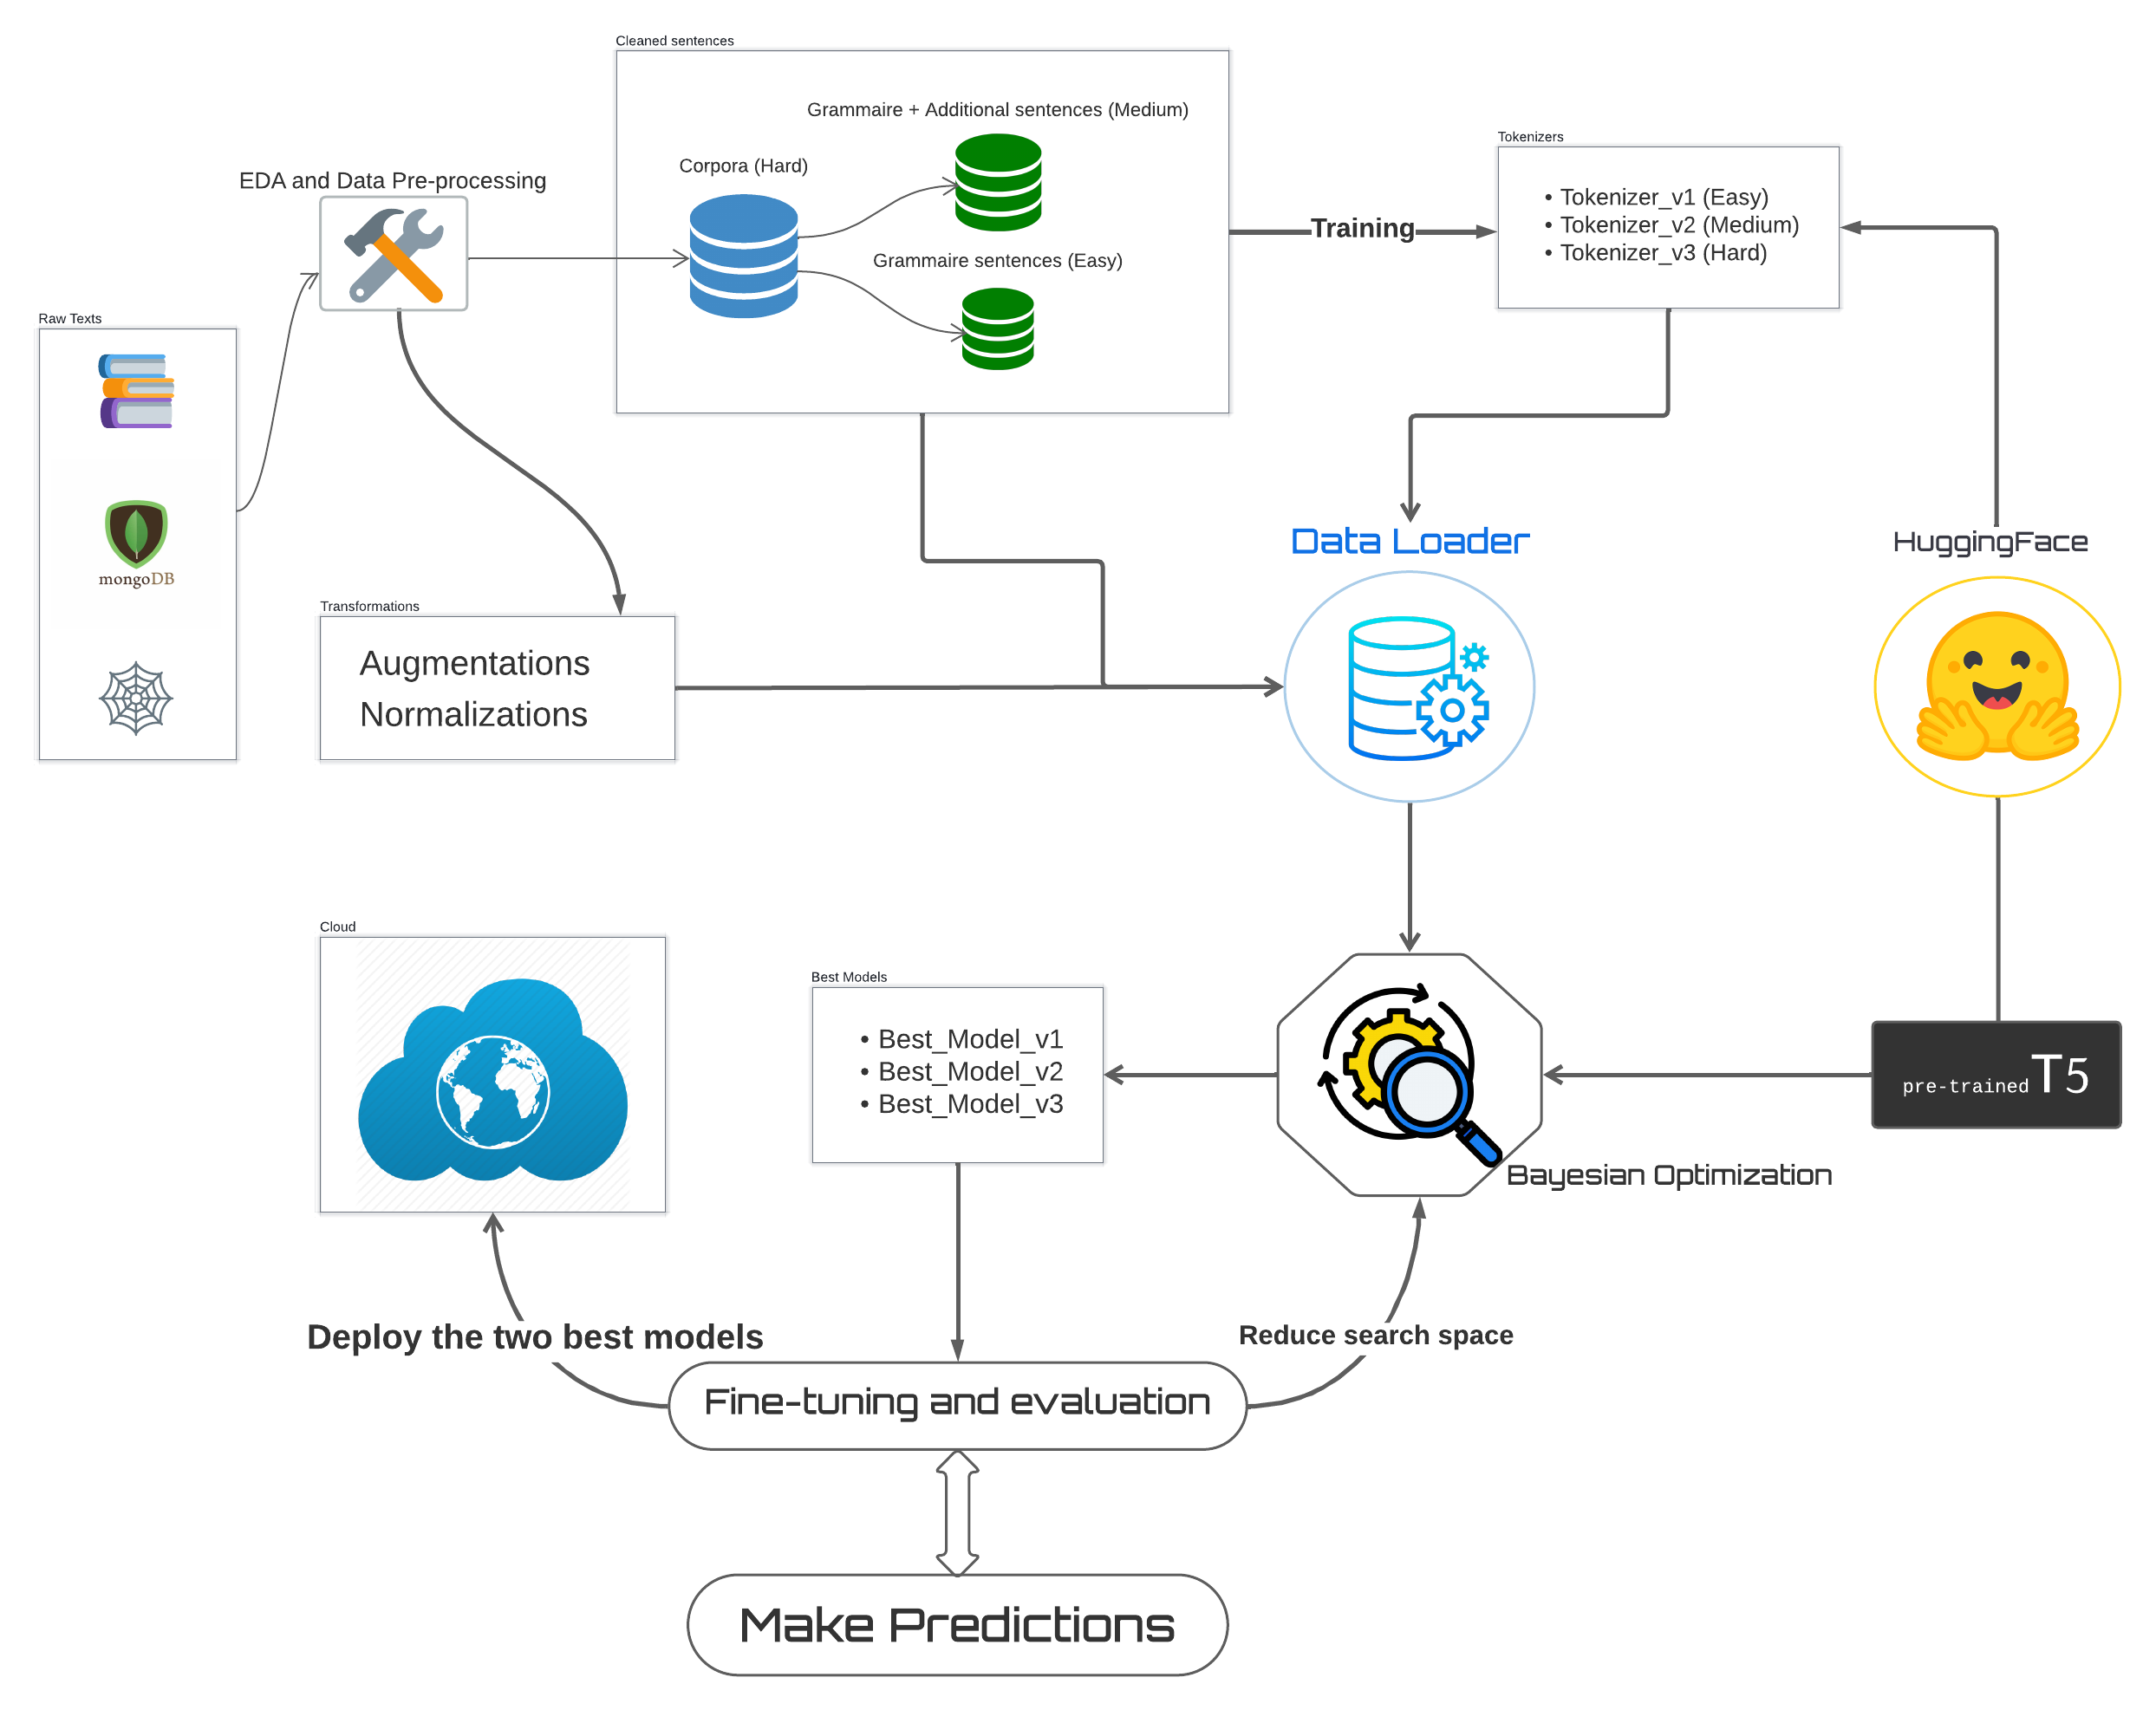 Cleaned sentences
Grammaire + Additional sentences (Medium)
Corpora (Hard)
Grammaire sentences (Easy)
EDA and Data Pre-processing
Raw Texts
mongoDB
Training
Tokenizers
• Tokenizer_v1 (Easy)
• Tokenizer_v2 (Medium)
• Tokenizer_v3 (Hard)
Transformations
Augmentations
Normalizations
Data Loader
HuggingFace
Cloud
Best Models
• Best_Model_v1
• Best_Model_v2
• Best_Model_v3
pre-trained T5
Bayesian Optimization
Deploy the two best models
Reduce search space
Fine-tuning and evaluation
Make Predictions